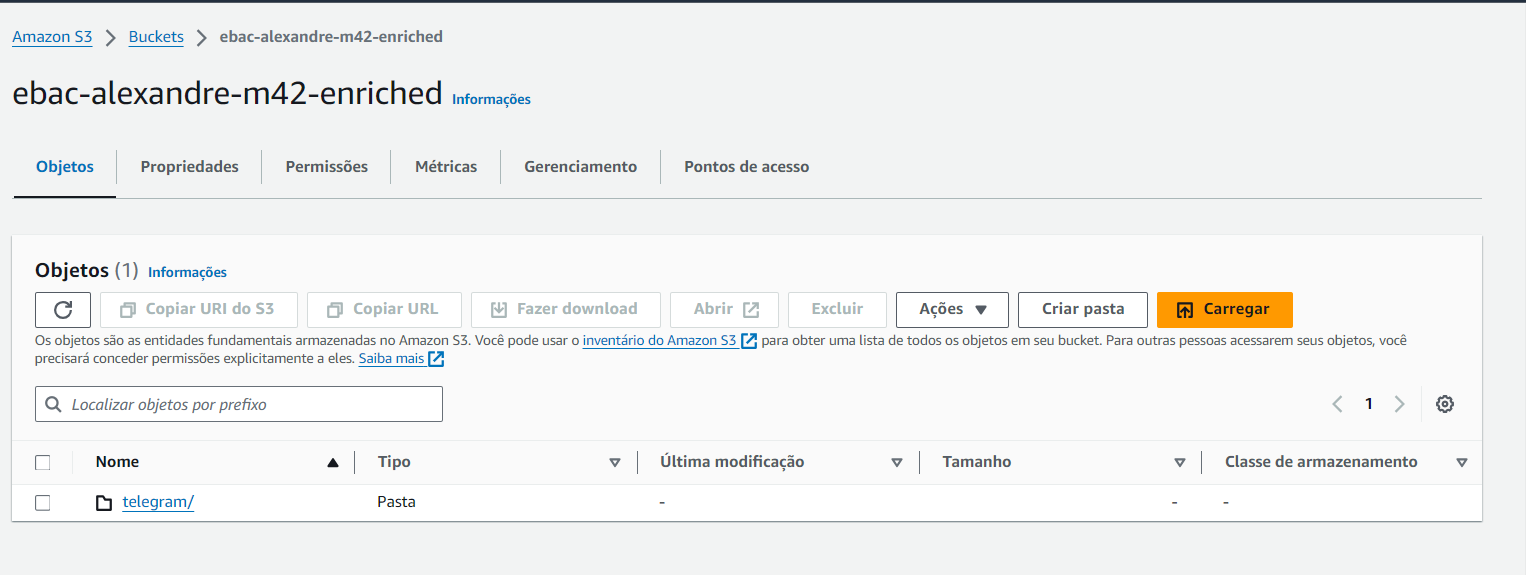 Amazon S3 > Buckets > ebac-alexandre-m42-enriched
ebac-alexandre-m42-enriched Informações
Objetos Propriedades Permissões Métricas Gerenciamento Pontos de acesso
Objetos (1) Informações
Copiar URI do S3 Copiar URL Fazer download Abrir Excluir Ações Criar pasta Carregar
Os objetos são as entidades fundamentais armazenadas no Amazon S3. Você pode usar o inventário do Amazon S3 para obter uma lista de todos os objetos em seu bucket. Para outras pessoas acessarem seus objetos, você
precisará conceder permissões explicitamente a eles. Saiba mais
Localizar objetos por prefixo
1
Nome Tipo Última modificação Tamanho Classe de armazenamento
telegram/ Pasta - - -